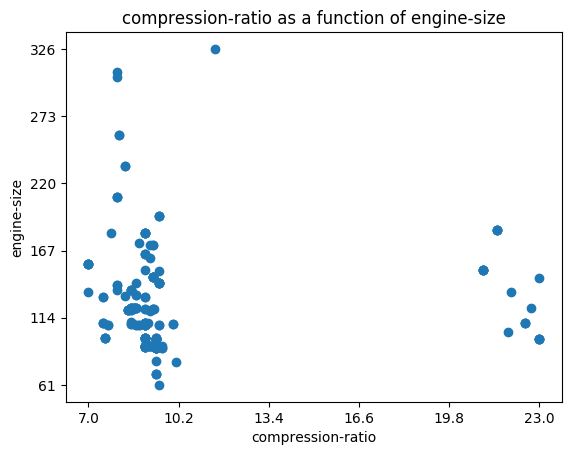 compression-ratio as a function of engine-size
engine-size
326
273
220
167
114
61
7.0 10.2 13.4 16.6 19.8 23.0
compression-ratio